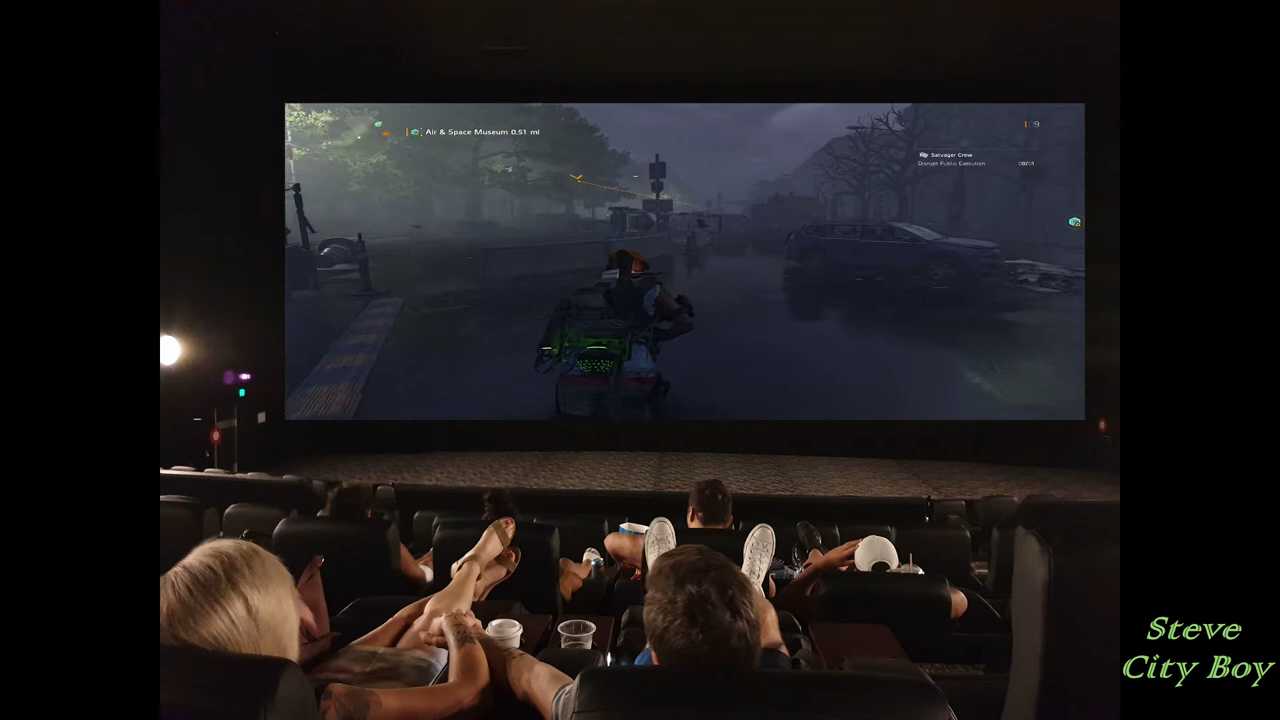 Air & Space Museum 0.51 mi
Salvager Crew
Disrupt Public Execution
Steve
City Boy